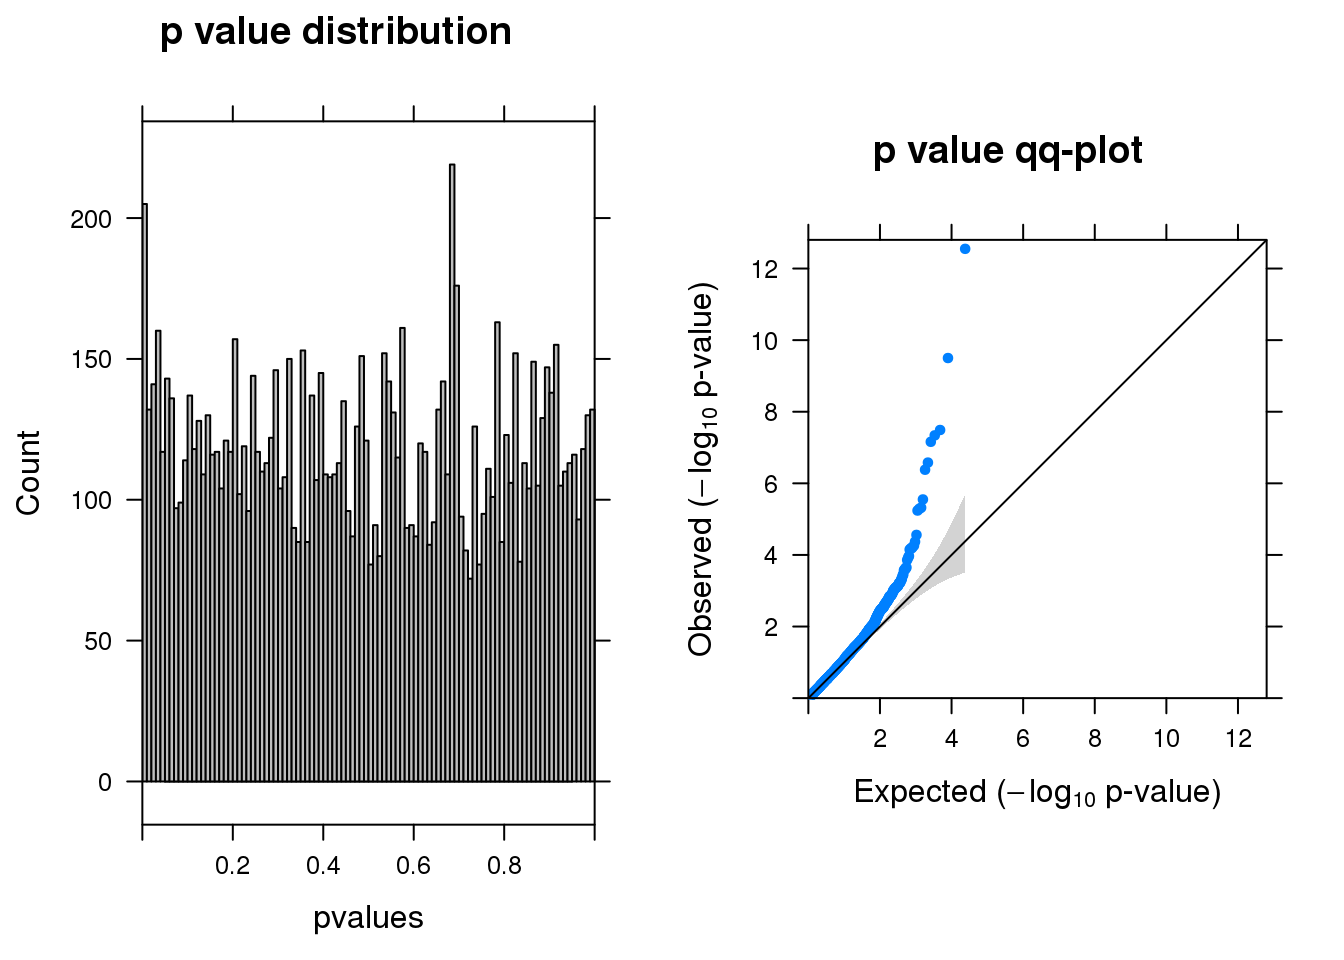 p value distribution
200
150
100
50
0
Count
0.2 0.4 0.6 0.8
pvalues
p value qq-plot
12
10
8
6
4
2
Observed (−log₁₀ p-value)
2 4 6 8 10 12
Expected (−log₁₀ p-value)